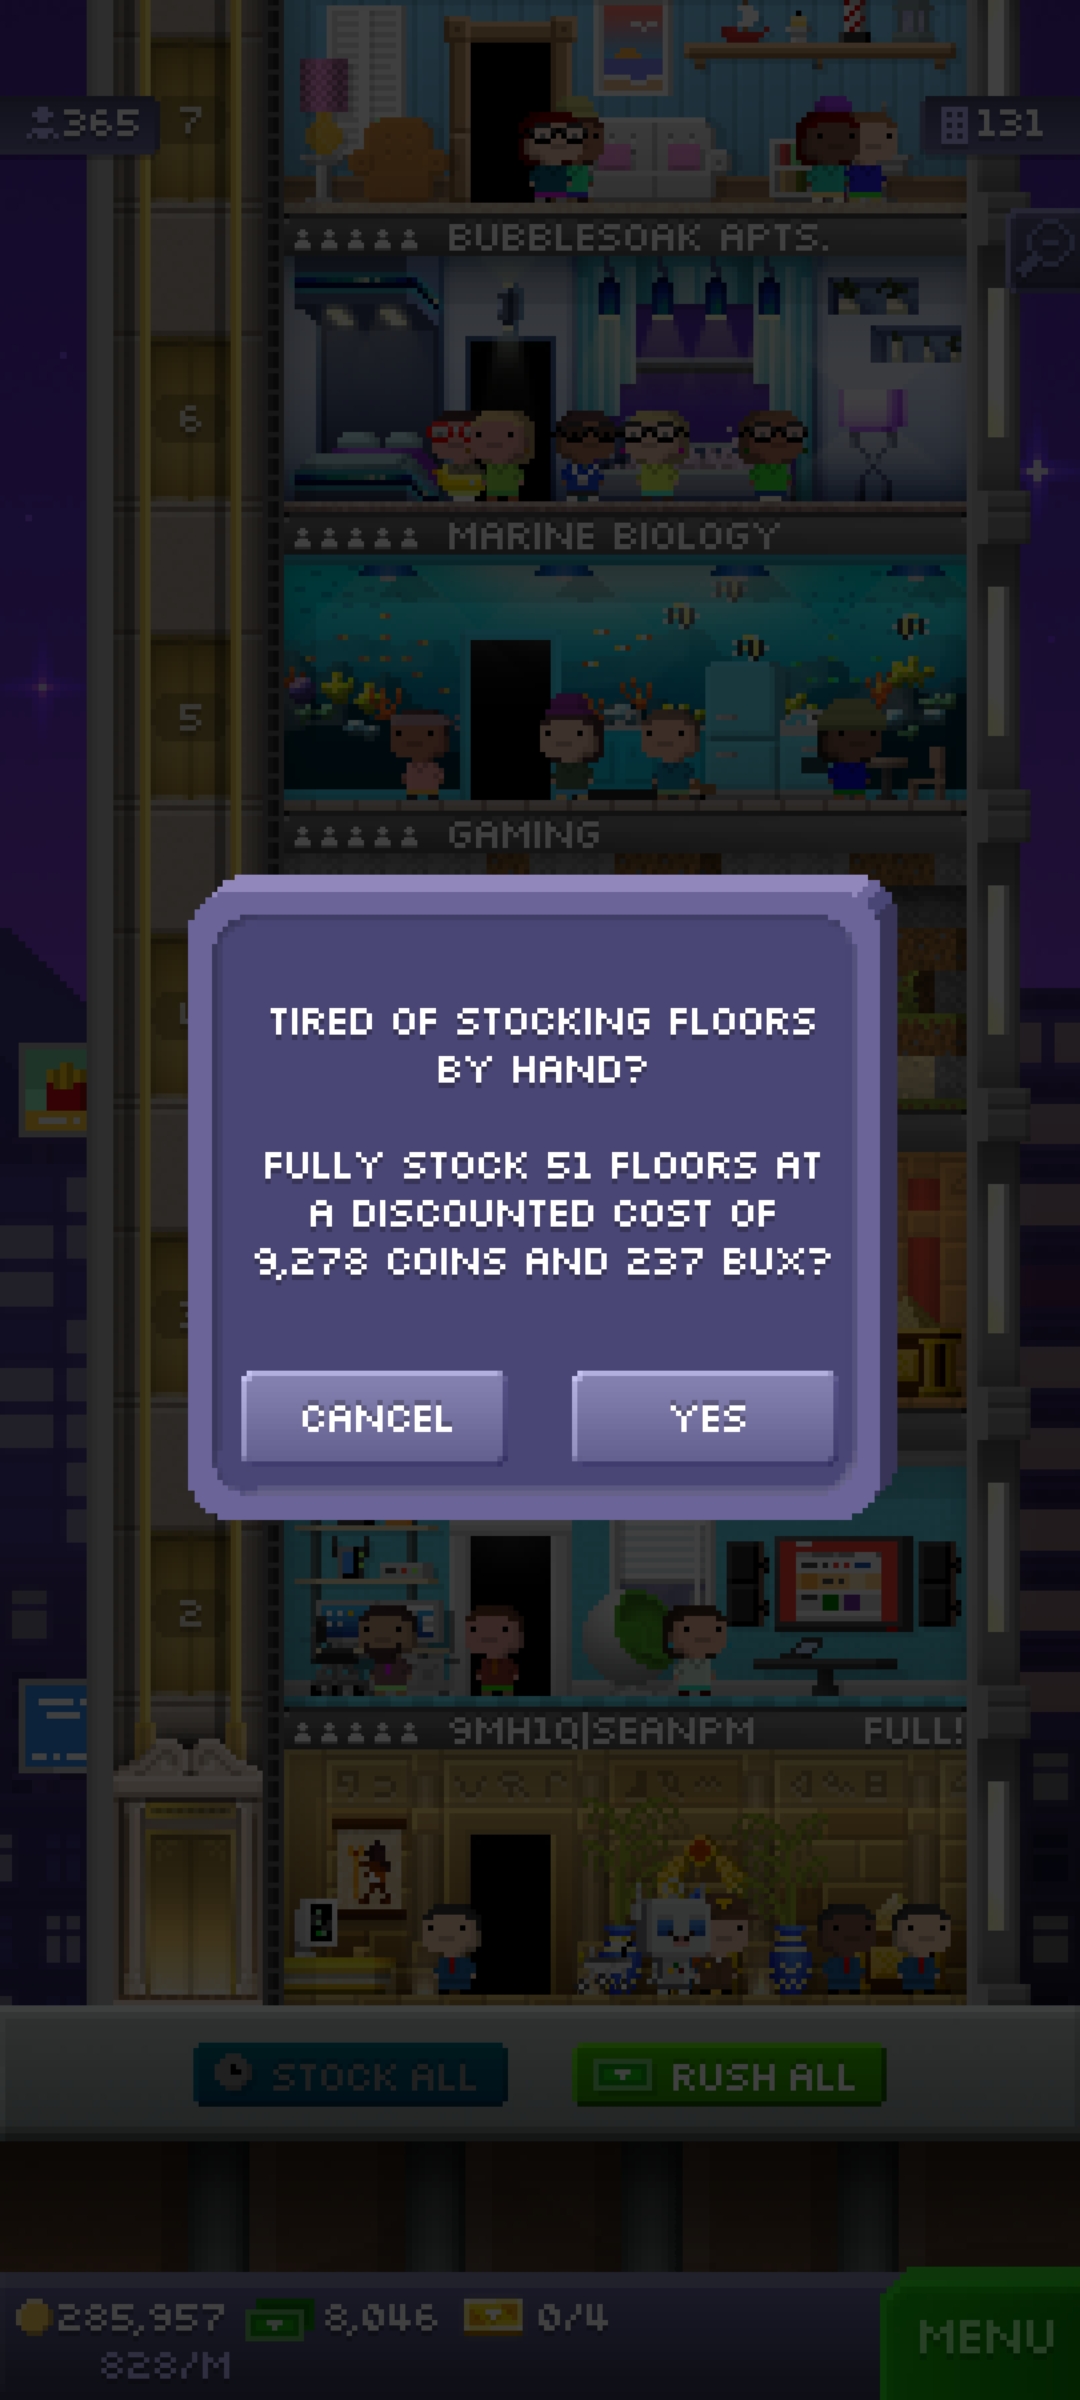 365
7
131
BUBBLESOAK APTS.
6
MARINE BIOLOGY
5
GAMING
TIRED OF STOCKING FLOORS
BY HAND?
FULLY STOCK 51 FLOORS AT
A DISCOUNTED COST OF
9,278 COINS AND 237 BUX?
CANCEL
YES
2
9MH1Q|SEANPM
FULL!
STOCK ALL
RUSH ALL
285,957
8,046
0/4
828/M
MENU